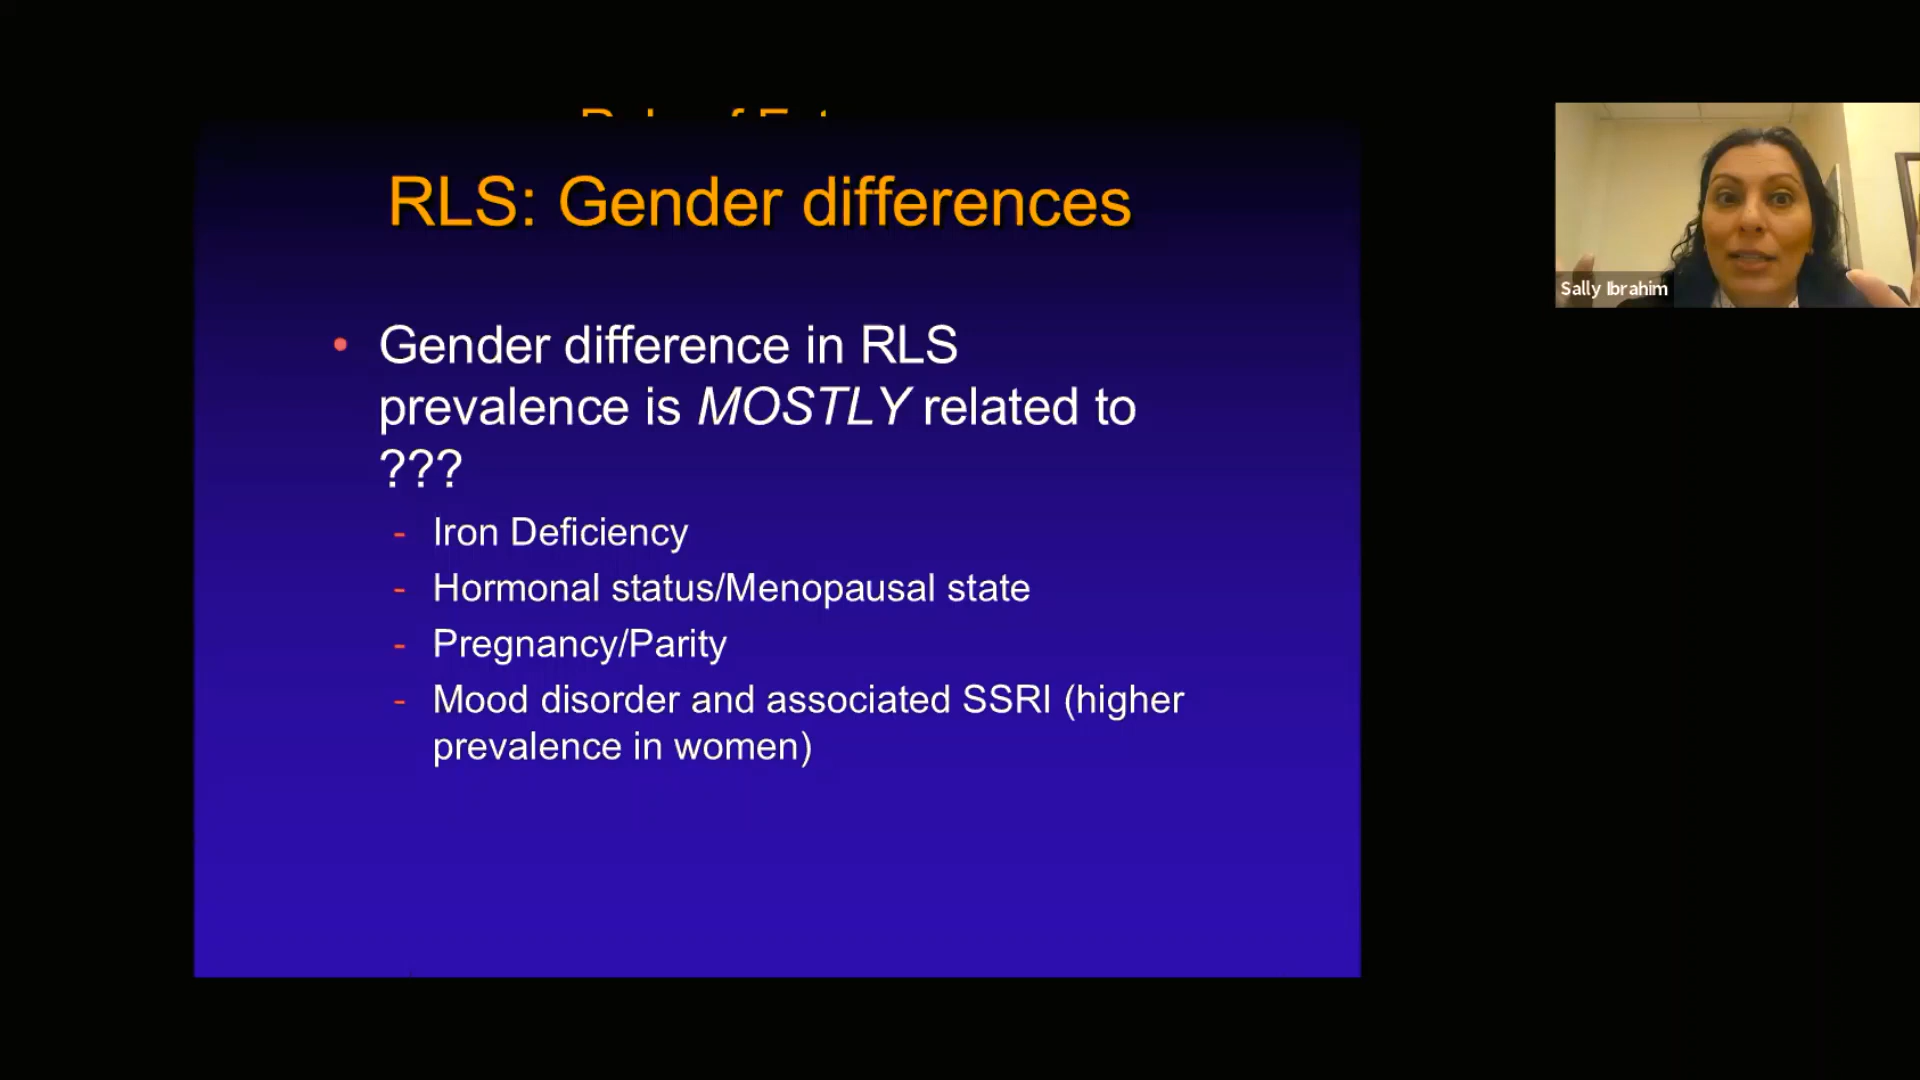 RLS: Gender differences
• Gender difference in RLS
prevalence is MOSTLY related to
???
- Iron Deficiency
- Hormonal status/Menopausal state
- Pregnancy/Parity
- Mood disorder and associated SSRI (higher
prevalence in women)
Sally Ibrahim